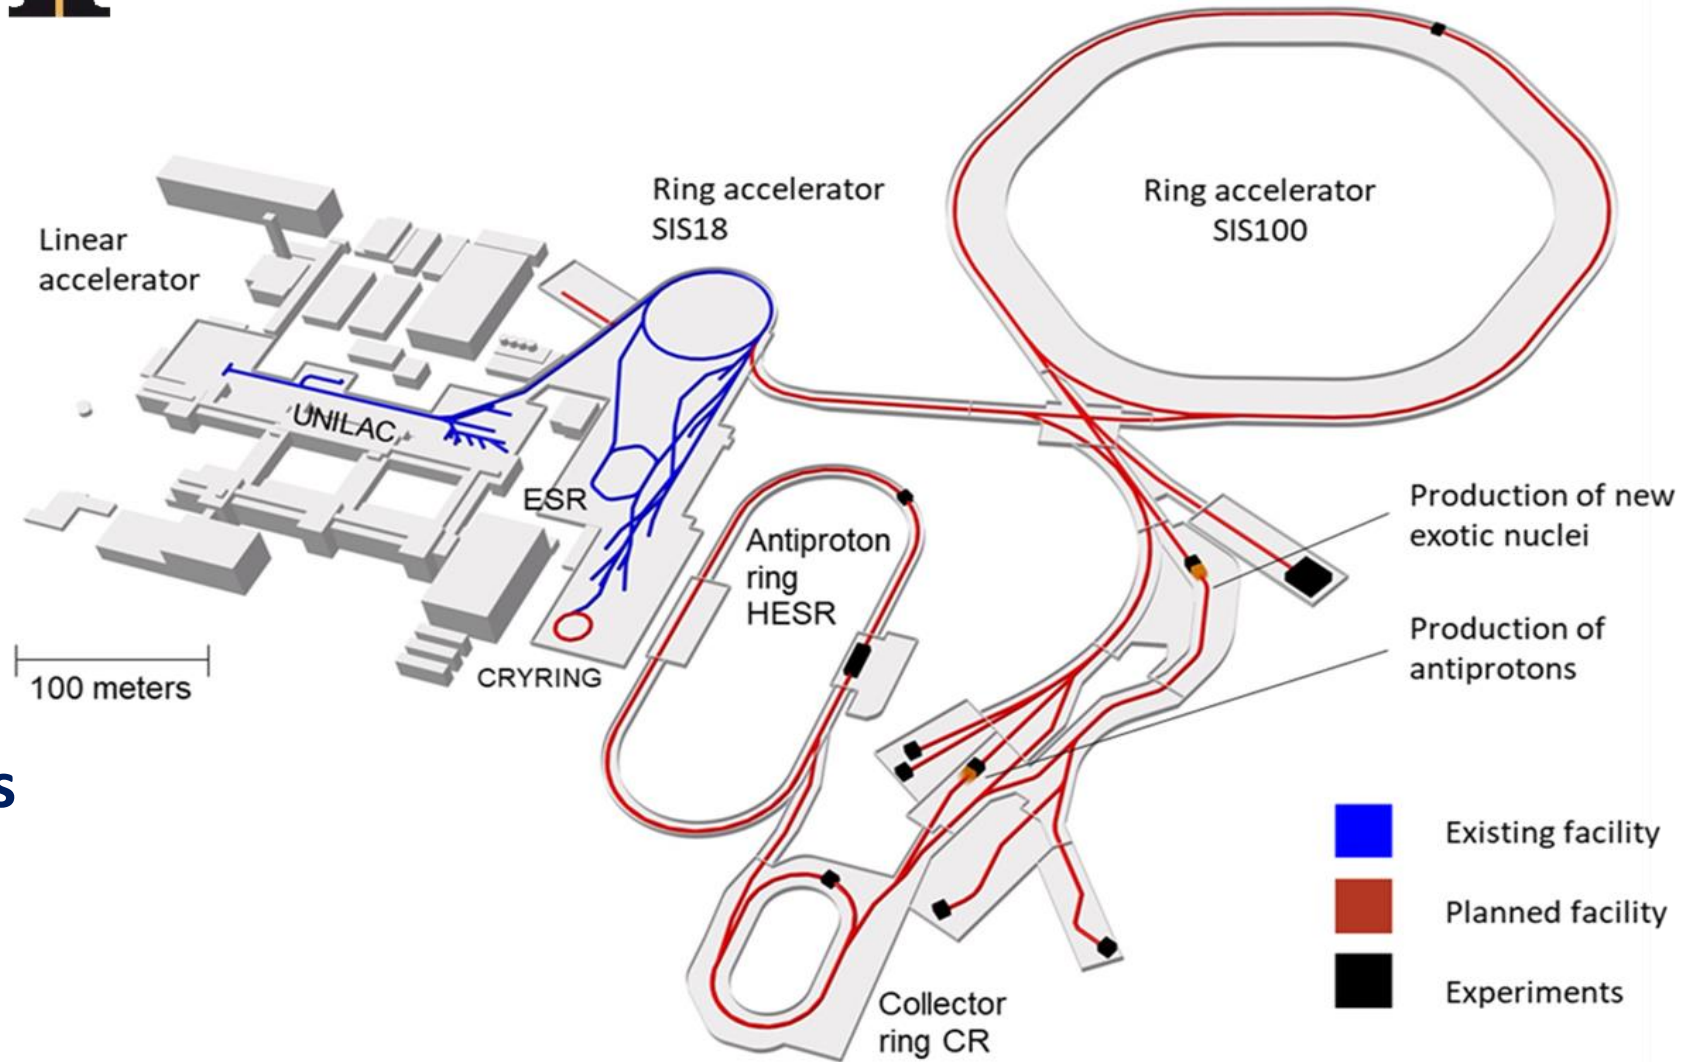 Linear
accelerator
Ring accelerator
SIS18
Ring accelerator
SIS100
UNILAC
ESR
CRYRING
100 meters
Antiproton
ring
HESR
Production of new
exotic nuclei
Production of
antiprotons
s
Collector
ring CR
Existing facility
Planned facility
Experiments